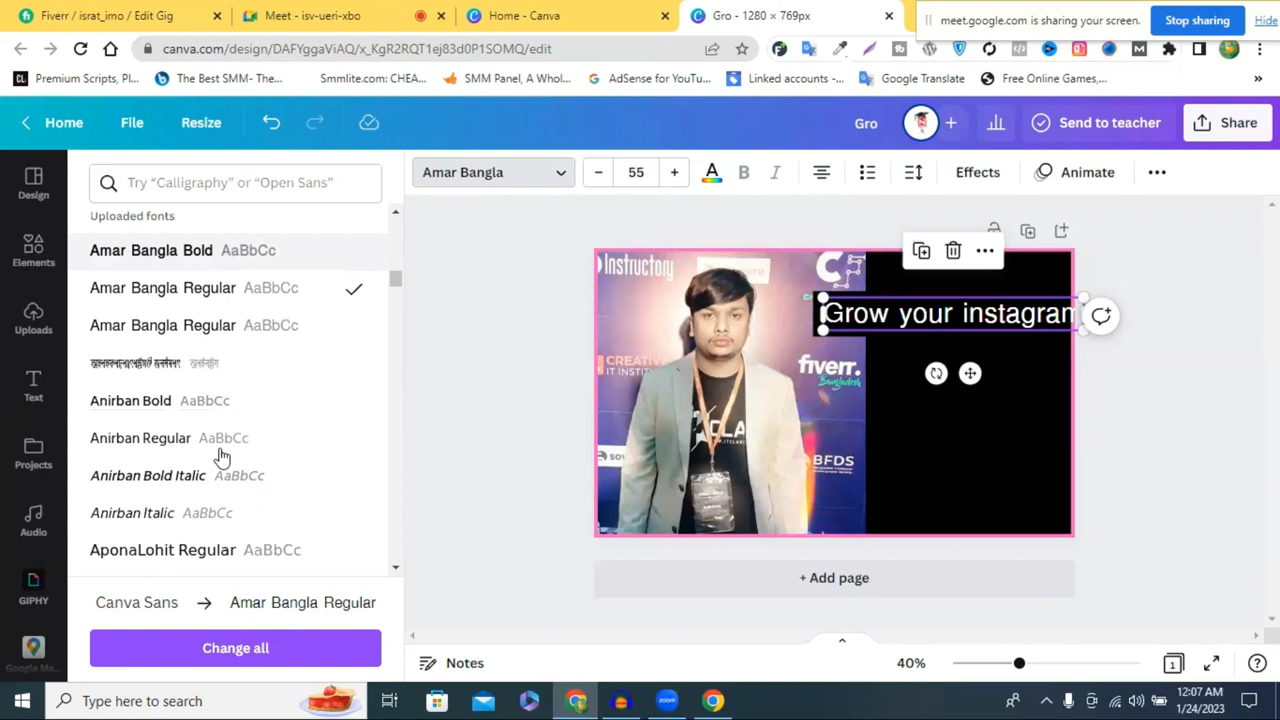 Fiverr / israt_imo / Edit Gig
Meet - isv-ueri-xbo
Home - Canva
Gro - 1280 × 769px
meet.google.com is sharing your screen.
Stop sharing
Hide
canva.com/design/DAFYggaViAQ/x_KgR2RQT1ej83d0P1SOMQ/edit
Premium Scripts, Pl...
The Best SMM- The...
Smmlite.com: CHEA...
SMM Panel, A Whol...
AdSense for YouTu...
Linked accounts -...
Google Translate
Free Online Games,...
Home
File
Resize
Gro
Send to teacher
Share
Design
Elements
Uploads
Text
Projects
Audio
GIPHY
Google Ma...
Try “Calligraphy” or “Open Sans”
Uploaded fonts
Amar Bangla Bold AaBbCc
Amar Bangla Regular AaBbCc
Amar Bangla Regular AaBbCc
Anirban Bold AaBbCc
Anirban Regular AaBbCc
Anirban Bold Italic AaBbCc
Anirban Italic AaBbCc
AponaLohit Regular AaBbCc
Canva Sans → Amar Bangla Regular
Change all
Amar Bangla
55
A
B
I
Effects
Animate
Instructory
Grow your instagram
CREATIVE
IT INSTIT
fiverr.
Bangladesh
BFDS
+ Add page
Notes
40%
1
Type here to search
12:07 AM
1/24/2023